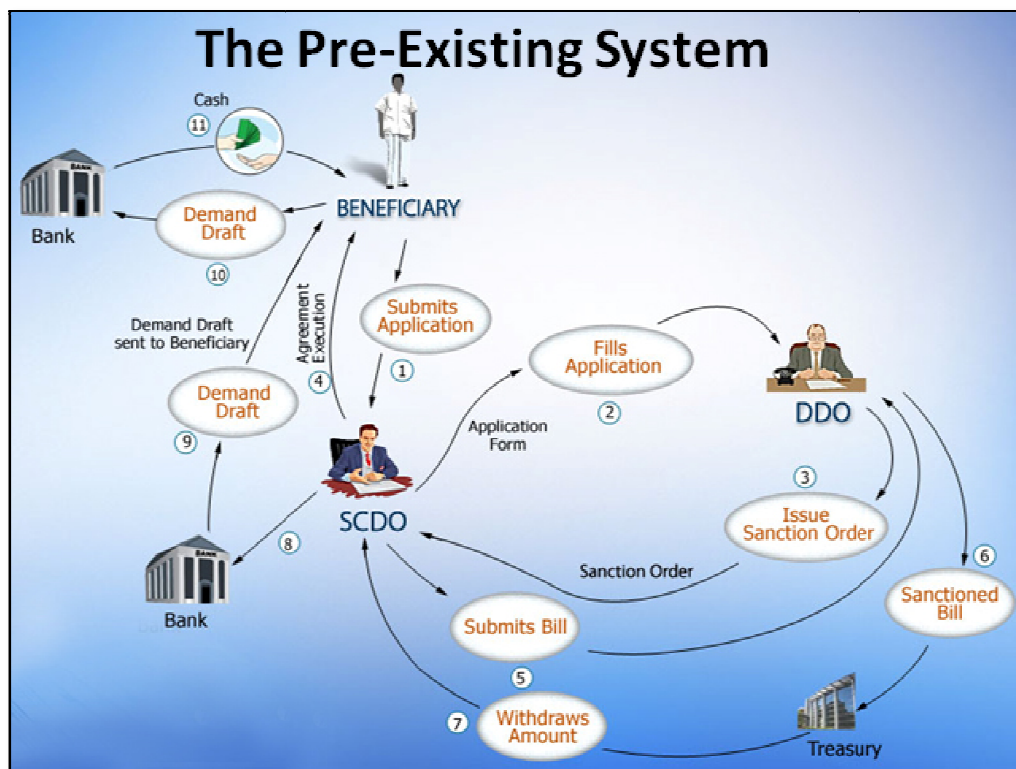 The Pre-Existing System
Cash
11
BANK
Bank
Demand
Draft
10
BENEFICIARY
Submits
Application
1
Agreement
Execution
4
Demand Draft
sent to Beneficiary
Demand
Draft
9
Fills
Application
2
Application
Form
DDO
3
Issue
Sanction Order
SCDO
8
BANK
Bank
Sanction Order
6
Sanctioned
Bill
Submits Bill
5
7
Withdraws
Amount
Treasury